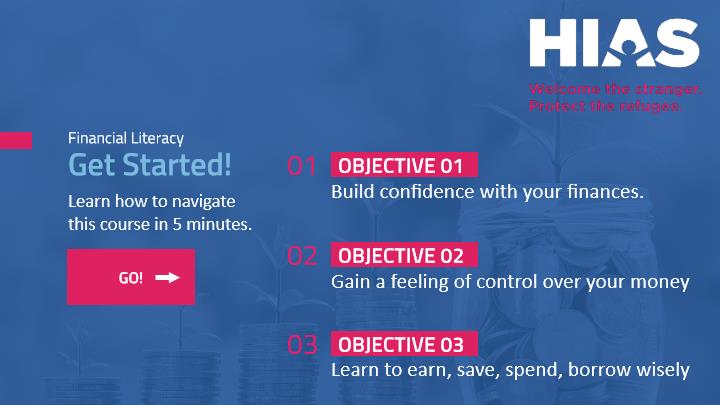 HIAS
Welcome the stranger.
Protect the refugee.
Financial Literacy
Get Started!
Learn how to navigate
this course in 5 minutes.
GO!
01 OBJECTIVE 01
Build confidence with your finances.
02 OBJECTIVE 02
Gain a feeling of control over your money
03 OBJECTIVE 03
Learn to earn, save, spend, borrow wisely